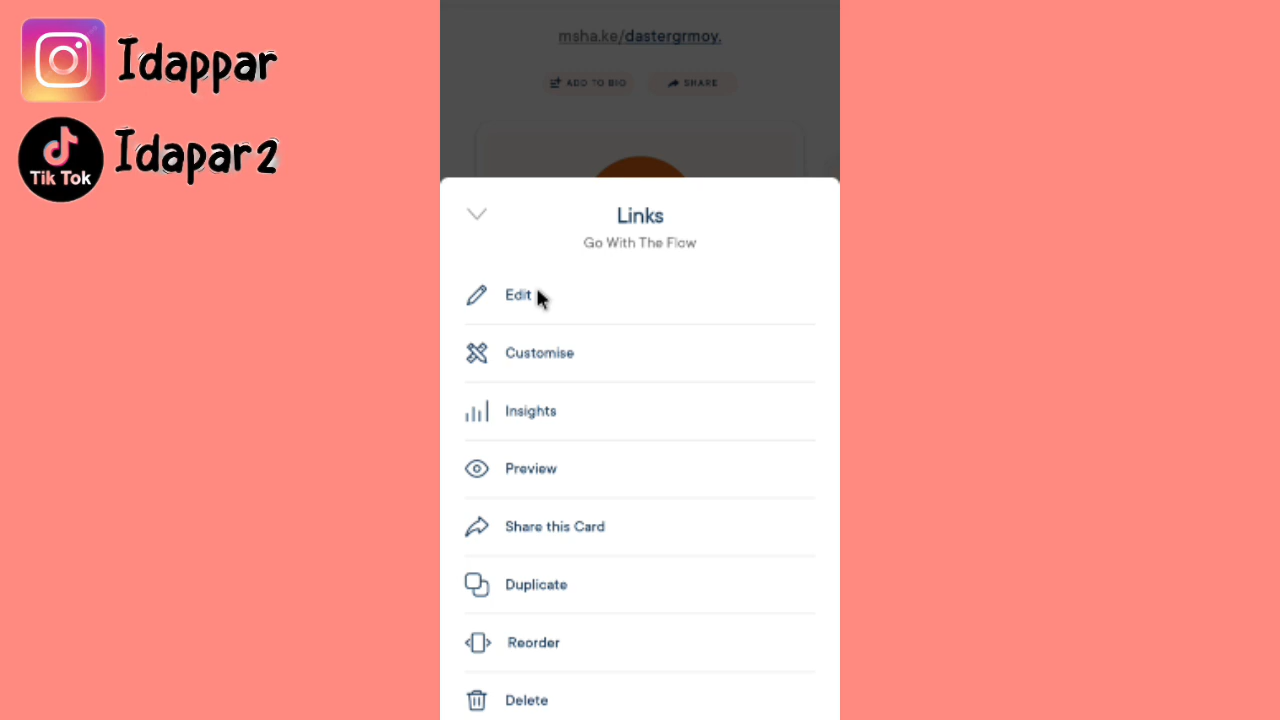 Idappar
Tik Tok
Idapar2
msha.ke/dastergrmoy.
ADD TO BIO
SHARE
Links
Go With The Flow
Edit
Customise
Insights
Preview
Share this Card
Duplicate
Reorder
Delete